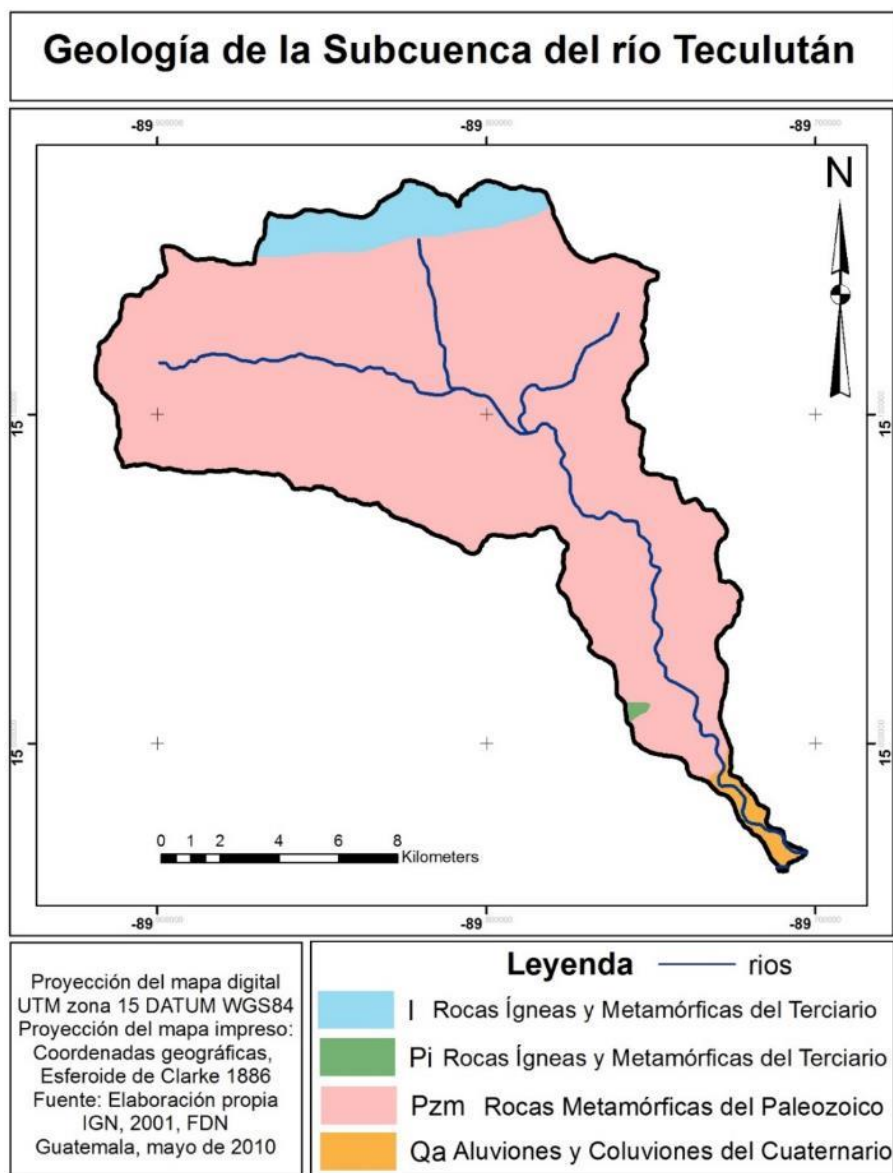 Geología de la Subcuenca del río Teculután
-89 -89 -89
N
15 15
15 15
0 1 2 4 6 8
Kilometers
-89 -89 -89
Proyección del mapa digital
UTM zona 15 DATUM WGS84
Proyección del mapa impreso:
Coordenadas geográficas,
Esferoide de Clarke 1886
Fuente: Elaboración propia
IGN, 2001, FDN
Guatemala, mayo de 2010
Leyenda rios
I Rocas Ígneas y Metamórficas del Terciario
Pi Rocas Ígneas y Metamórficas del Terciario
Pzm Rocas Metamórficas del Paleozoico
Qa Aluviones y Coluviones del Cuaternario